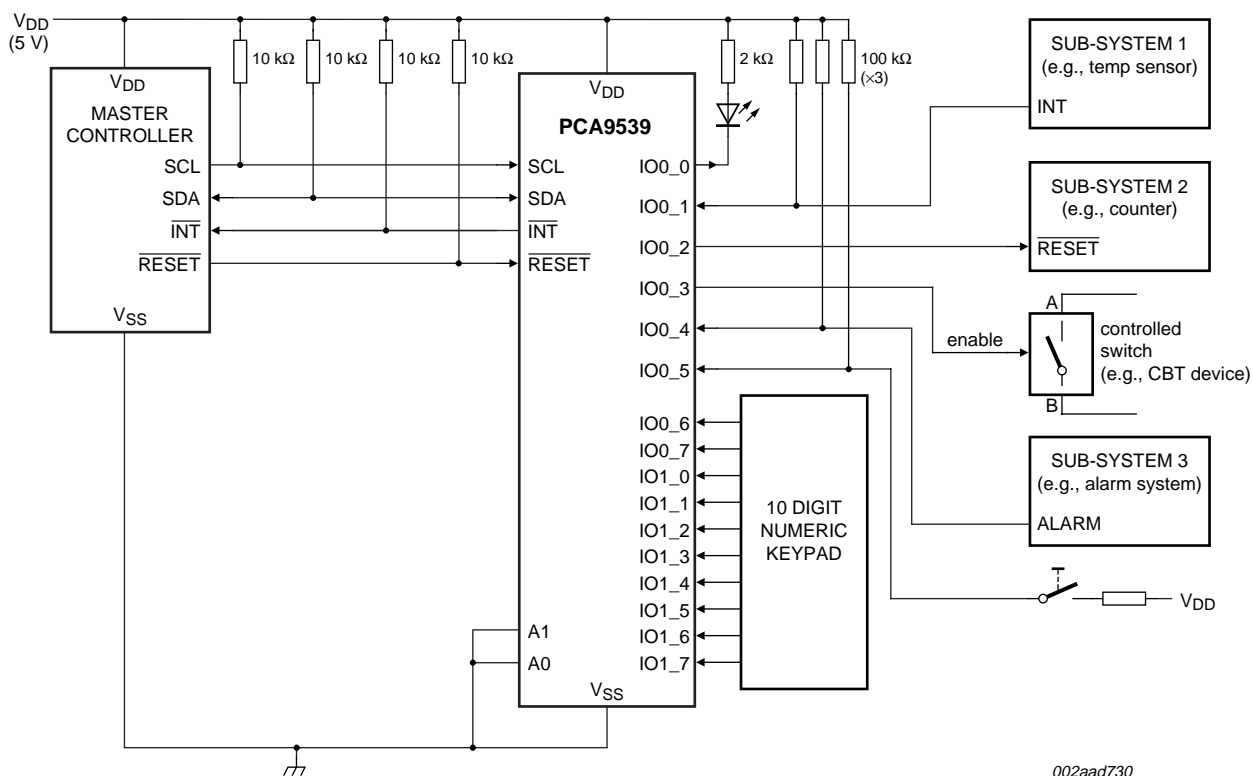 VDD
(5 V)
10 kΩ
10 kΩ
10 kΩ
10 kΩ
2 kΩ
100 kΩ
(×3)
VDD
MASTER
CONTROLLER
SCL
SDA
INT
RESET
VSS
VDD
PCA9539
SCL
SDA
INT
RESET
A1
A0
VSS
IO0_0
IO0_1
IO0_2
IO0_3
IO0_4
IO0_5
IO0_6
IO0_7
IO1_0
IO1_1
IO1_2
IO1_3
IO1_4
IO1_5
IO1_6
IO1_7
10 DIGIT
NUMERIC
KEYPAD
SUB-SYSTEM 1
(e.g., temp sensor)
INT
SUB-SYSTEM 2
(e.g., counter)
RESET
A
enable
controlled
switch
(e.g., CBT device)
B
SUB-SYSTEM 3
(e.g., alarm system)
ALARM
VDD
002aad730